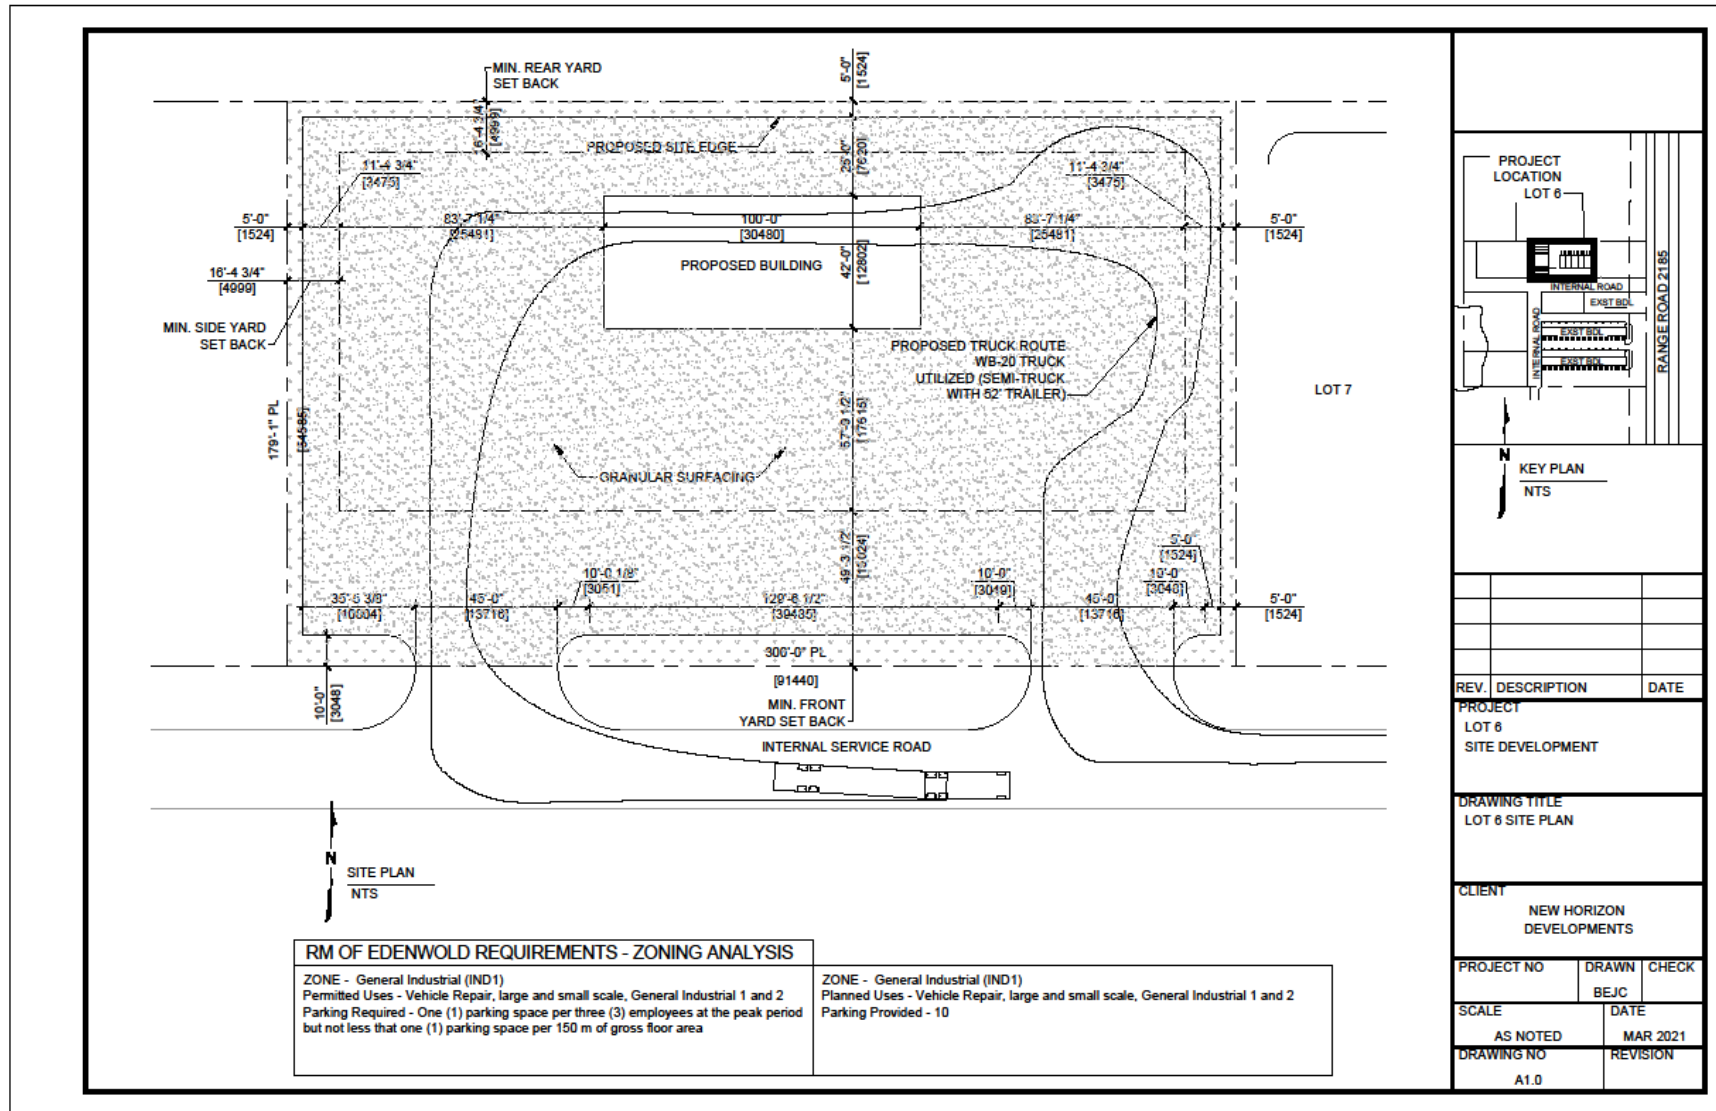 MIN. REAR YARD
SET BACK
5'-0"
[1524]
16'-4 3/4"
[4999]
PROPOSED SITE EDGE
25'-0"
[7620]
11'-4 3/4"
[3475]
11'-4 3/4"
[3475]
5'-0"
[1524]
83'-7 1/4"
[25481]
100'-0"
[30480]
83'-7 1/4"
[25481]
5'-0"
[1524]
PROPOSED BUILDING
42'-0"
[12802]
16'-4 3/4"
[4999]
MIN. SIDE YARD
SET BACK
PROPOSED TRUCK ROUTE
WB-20 TRUCK
UTILIZED (SEMI-TRUCK
WITH 52' TRAILER)
LOT 7
179'-1" PL
[54585]
57'-9 1/2"
[17615]
GRANULAR SURFACING
49'-3 1/2"
[15024]
5'-0"
[1524]
10'-0 1/8"
[3051]
10'-0"
10'-0"
[3048]
35'-5 3/8"
45'-0"
[13716]
129'-6 1/2"
45'-0"
[13716]
5'-0"
[1524]
300'-0" PL
[91440]
10'-0"
[3048]
MIN. FRONT
YARD SET BACK
INTERNAL SERVICE ROAD
N
SITE PLAN
NTS
RM OF EDENWOLD REQUIREMENTS - ZONING ANALYSIS
ZONE - General Industrial (IND1)
Permitted Uses - Vehicle Repair, large and small scale, General Industrial 1 and 2
Parking Required - One (1) parking space per three (3) employees at the peak period
but not less that one (1) parking space per 150 m of gross floor area
ZONE - General Industrial (IND1)
Planned Uses - Vehicle Repair, large and small scale, General Industrial 1 and 2
Parking Provided - 10
PROJECT
LOCATION
LOT 6
INTERNAL ROAD
EXST BDL
INTERNAL ROAD
EXST BDL
EXST BDL
RANGE ROAD 2185
N
KEY PLAN
NTS
REV. DESCRIPTION DATE
PROJECT
LOT 6
SITE DEVELOPMENT
DRAWING TITLE
LOT 6 SITE PLAN
CLIENT
NEW HORIZON
DEVELOPMENTS
PROJECT NO DRAWN CHECK
BEJC
SCALE DATE
AS NOTED MAR 2021
DRAWING NO REVISION
A1.0